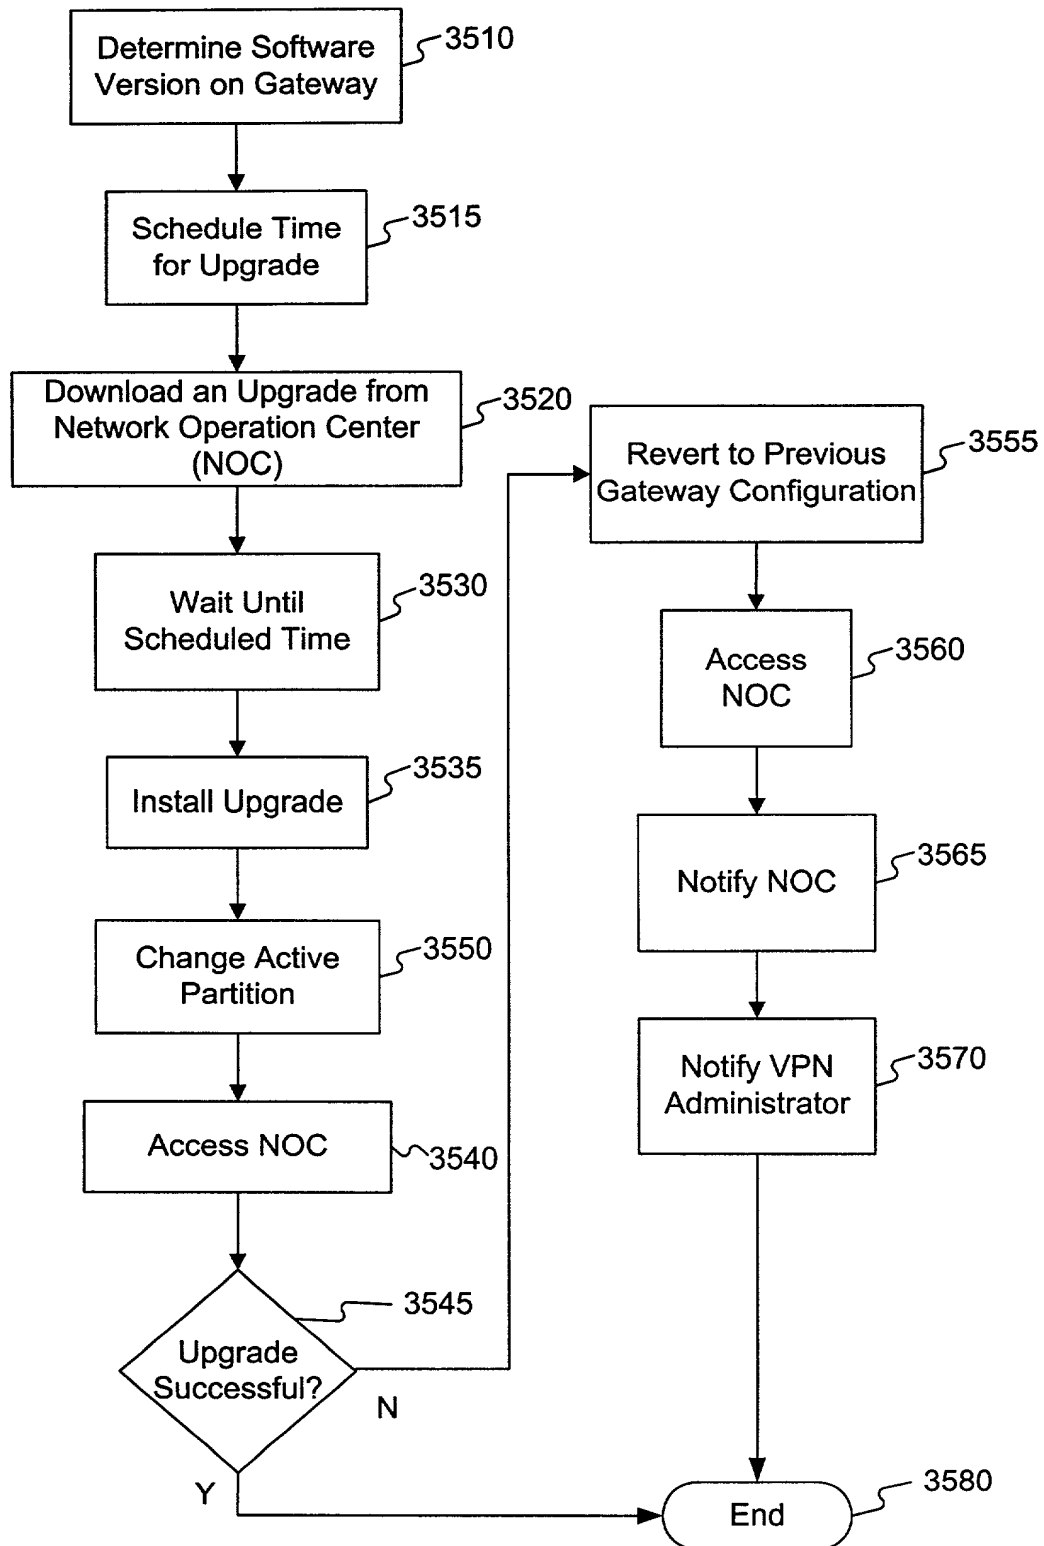 Determine Software
Version on Gateway
3510
Schedule Time
for Upgrade
3515
Download an Upgrade from
Network Operation Center
(NOC)
3520
Wait Until
Scheduled Time
3530
Install Upgrade
3535
Change Active
Partition
3550
Access NOC
3540
Upgrade
Successful?
3545
N
Y
Revert to Previous
Gateway Configuration
3555
Access
NOC
3560
Notify NOC
3565
Notify VPN
Administrator
3570
End
3580